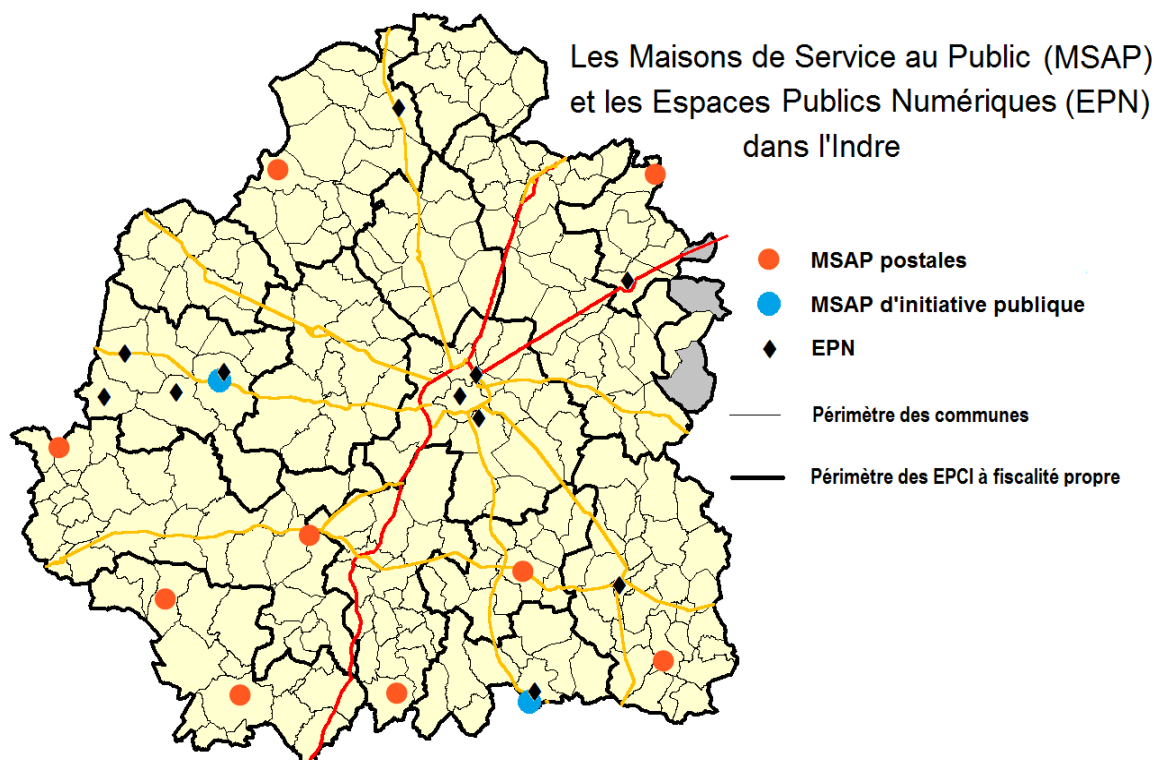 Les Maisons de Service au Public (MSAP)
et les Espaces Publics Numériques (EPN)
dans l'Indre
MSAP postales
MSAP d'initiative publique
EPN
Périmètre des communes
Périmètre des EPCI à fiscalité propre